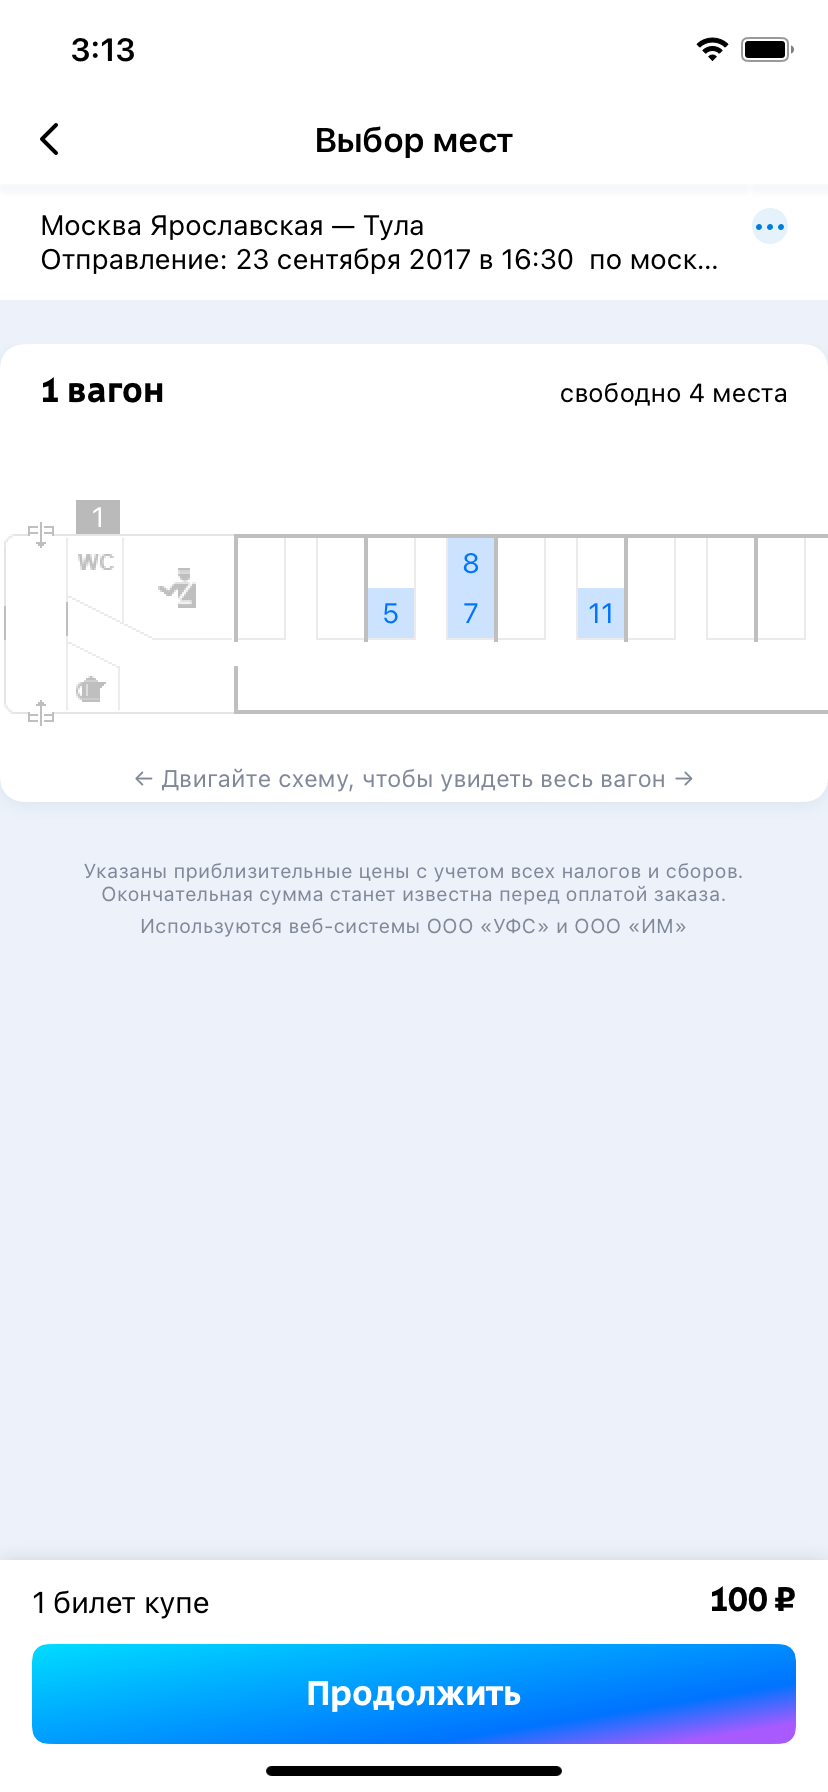 3:13
Выбор мест
Москва Ярославская — Тула
Отправление: 23 сентября 2017 в 16:30 по моск...
1 вагон
свободно 4 места
1
WC
8
5 7 11
← Двигайте схему, чтобы увидеть весь вагон →
Указаны приблизительные цены с учетом всех налогов и сборов.
Окончательная сумма станет известна перед оплатой заказа.
Используются веб-системы ООО «УФС» и ООО «ИМ»
1 билет купе
100 ₽
Продолжить